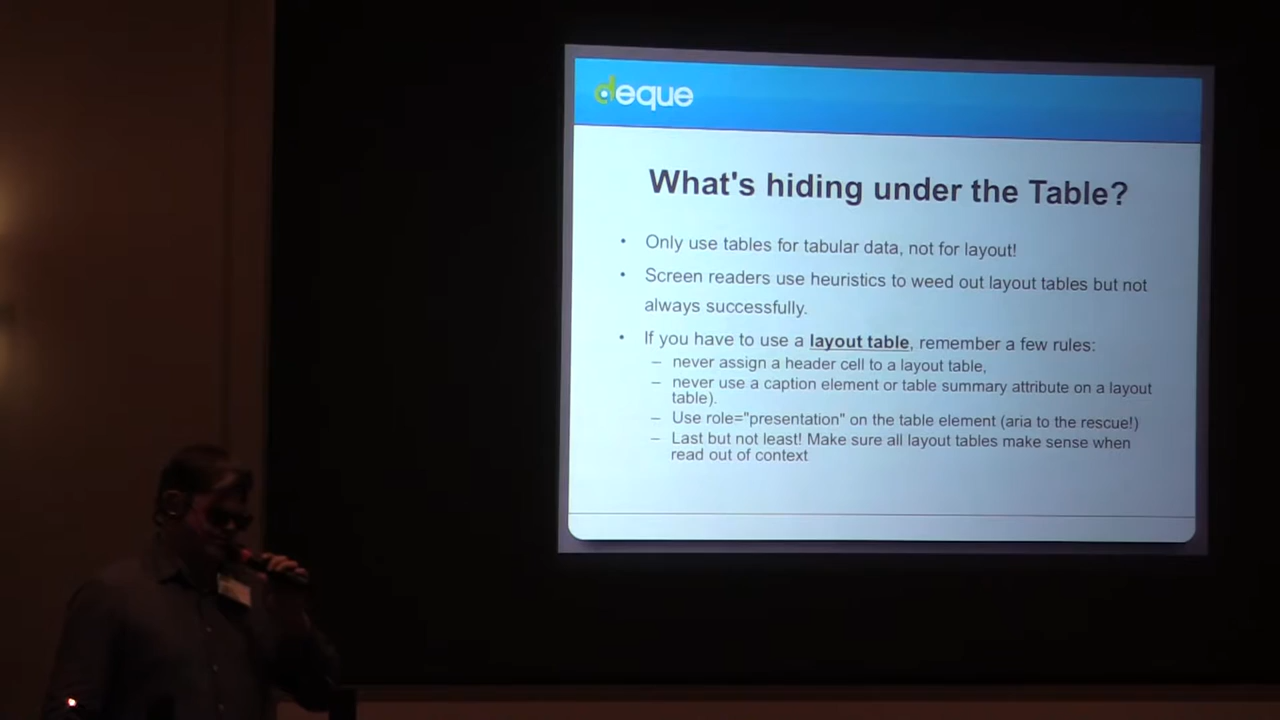 deque
What's hiding under the Table?
• Only use tables for tabular data, not for layout!
• Screen readers use heuristics to weed out layout tables but not
always successfully.
• If you have to use a layout table, remember a few rules:
– never assign a header cell to a layout table,
– never use a caption element or table summary attribute on a layout
table).
– Use role="presentation" on the table element (aria to the rescue!)
– Last but not least! Make sure all layout tables make sense when
read out of context